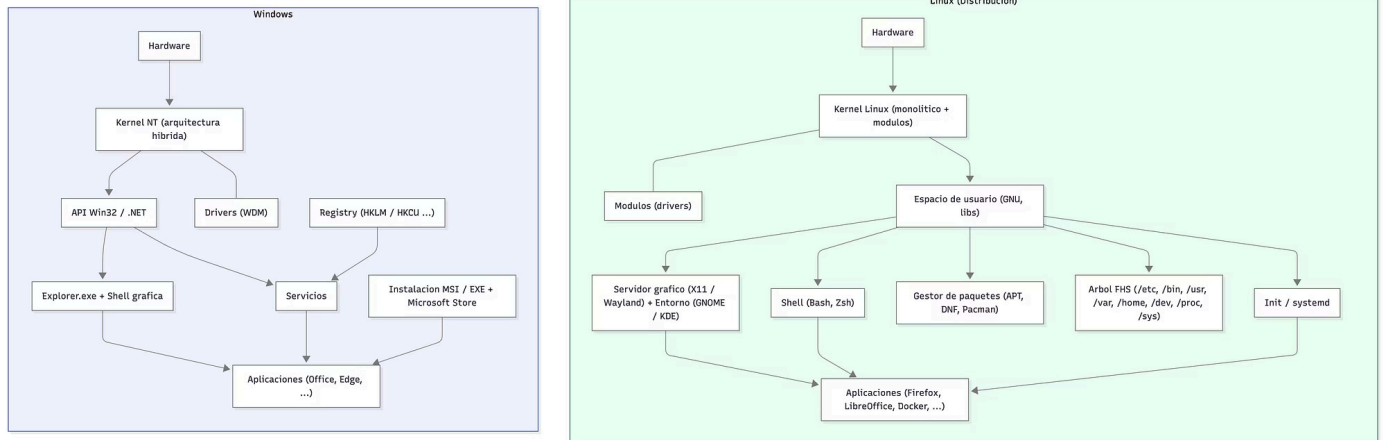 Windows
Hardware
Kernel NT (arquitectura
hibrida)
API Win32 / .NET
Drivers (WDM)
Registry (HKLM / HKCU ...)
Explorer.exe + Shell grafica
Servicios
Instalacion MSI / EXE +
Microsoft Store
Aplicaciones (Office, Edge,
...)
Linux (Distribucion)
Hardware
Kernel Linux (monolitico +
modulos)
Modulos (drivers)
Espacio de usuario (GNU,
libs)
Servidor grafico (X11 /
Wayland) + Entorno (GNOME
/ KDE)
Shell (Bash, Zsh)
Gestor de paquetes (APT,
DNF, Pacman)
Arbol FHS (/etc, /bin, /usr,
/var, /home, /dev, /proc,
/sys)
Init / systemd
Aplicaciones (Firefox,
LibreOffice, Docker, ...)